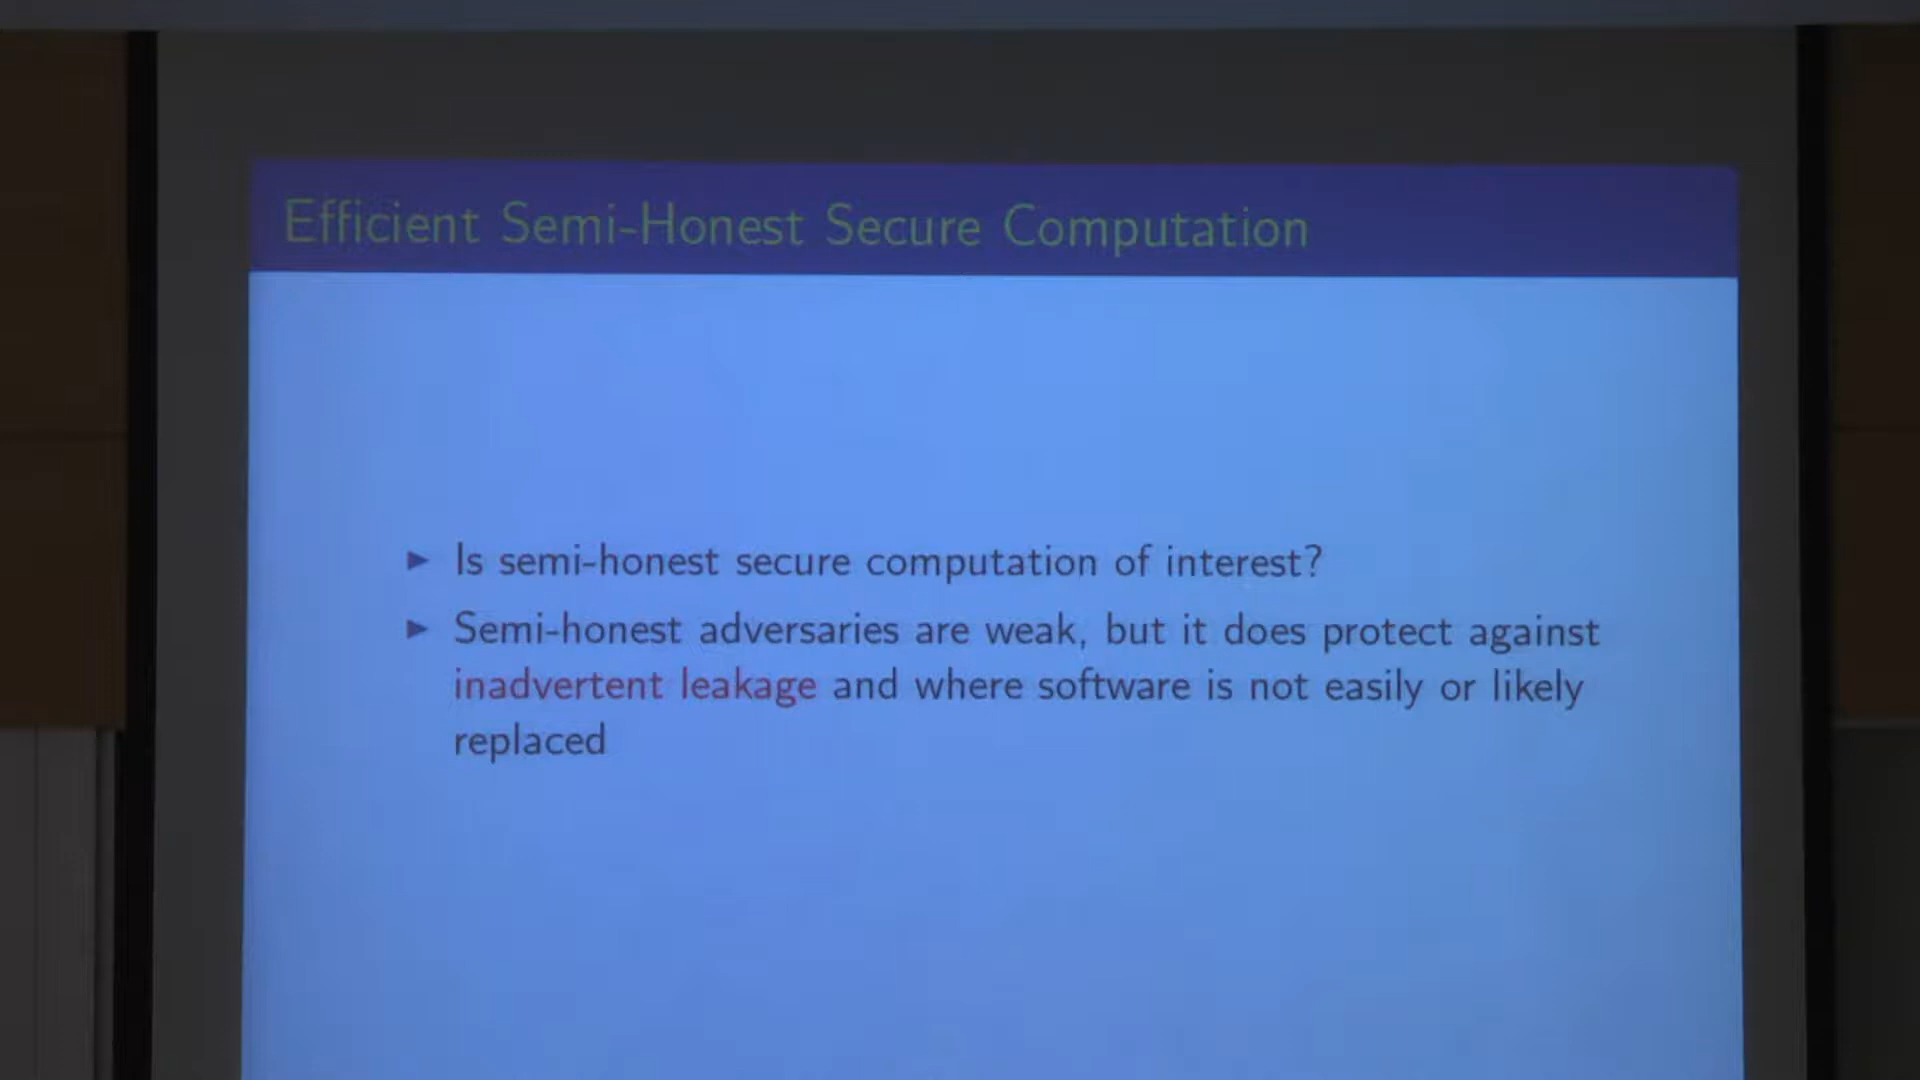 Efficient Semi-Honest Secure Computation
► Is semi-honest secure computation of interest?
► Semi-honest adversaries are weak, but it does protect against
inadvertent leakage and where software is not easily or likely
replaced